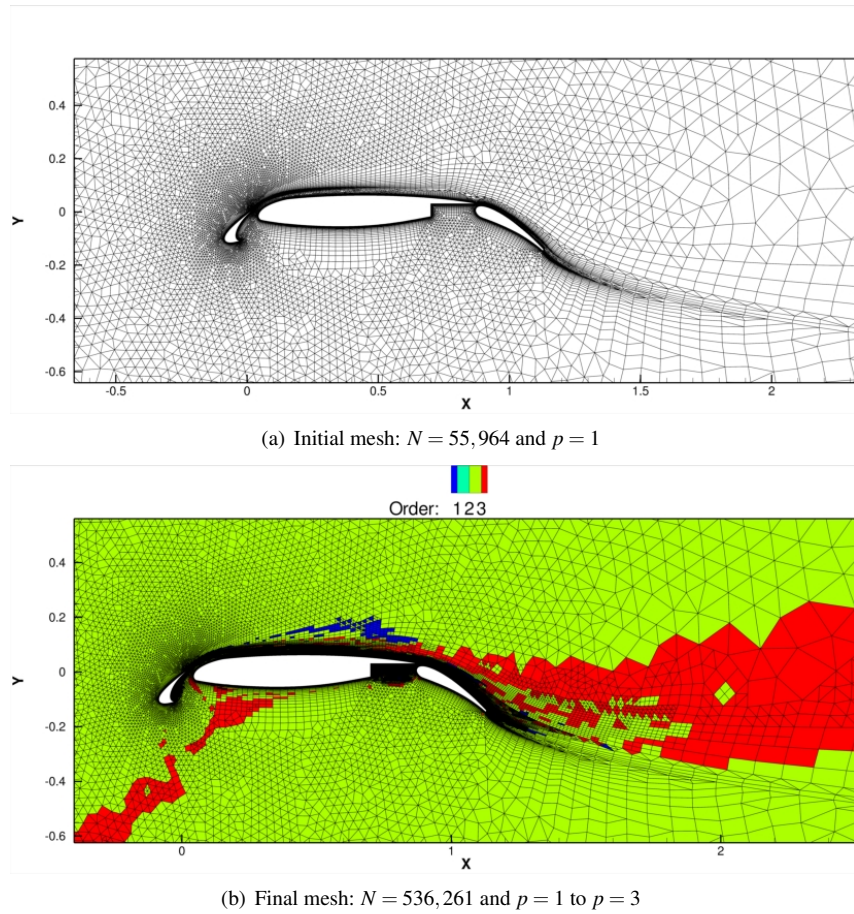 0.4
0.2
0
-0.2
-0.4
-0.6
Y
-0.5 0 0.5 1 1.5 2
X
(a) Initial mesh: N = 55,964 and p = 1
Order: 1 2 3
0.4
0.2
0
-0.2
-0.4
-0.6
Y
0 1 2
X
(b) Final mesh: N = 536,261 and p = 1 to p = 3